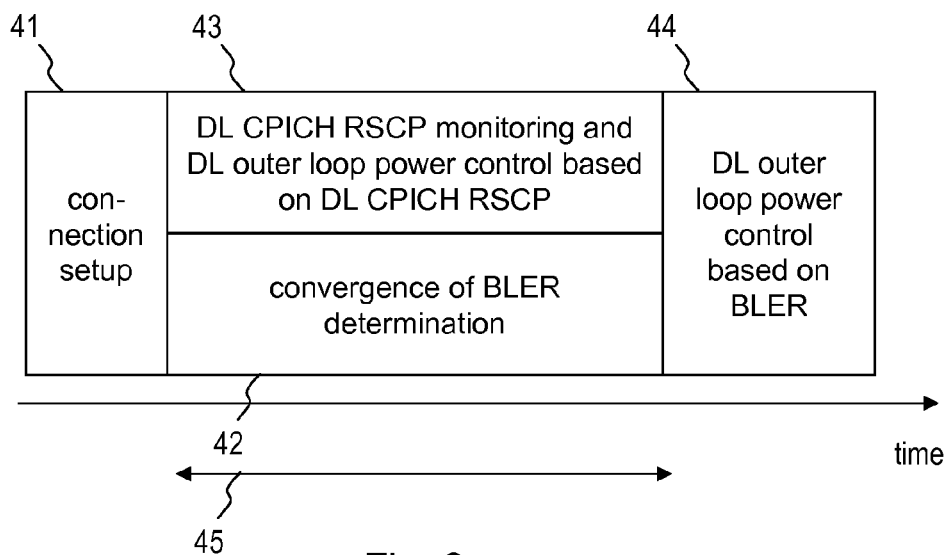 41
43
44
DL CPICH RSCP monitoring and
DL outer loop power control based
on DL CPICH RSCP
con-
nection
setup
convergence of BLER
determination
DL outer
loop power
control
based on
BLER
42
time
45